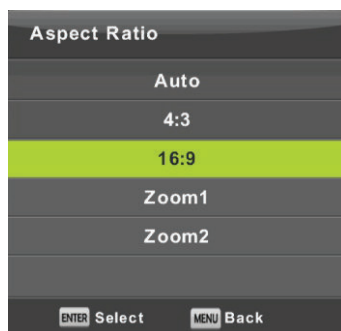 Aspect Ratio
Auto
4:3
16:9
Zoom1
Zoom2
ENTER Select MENU Back